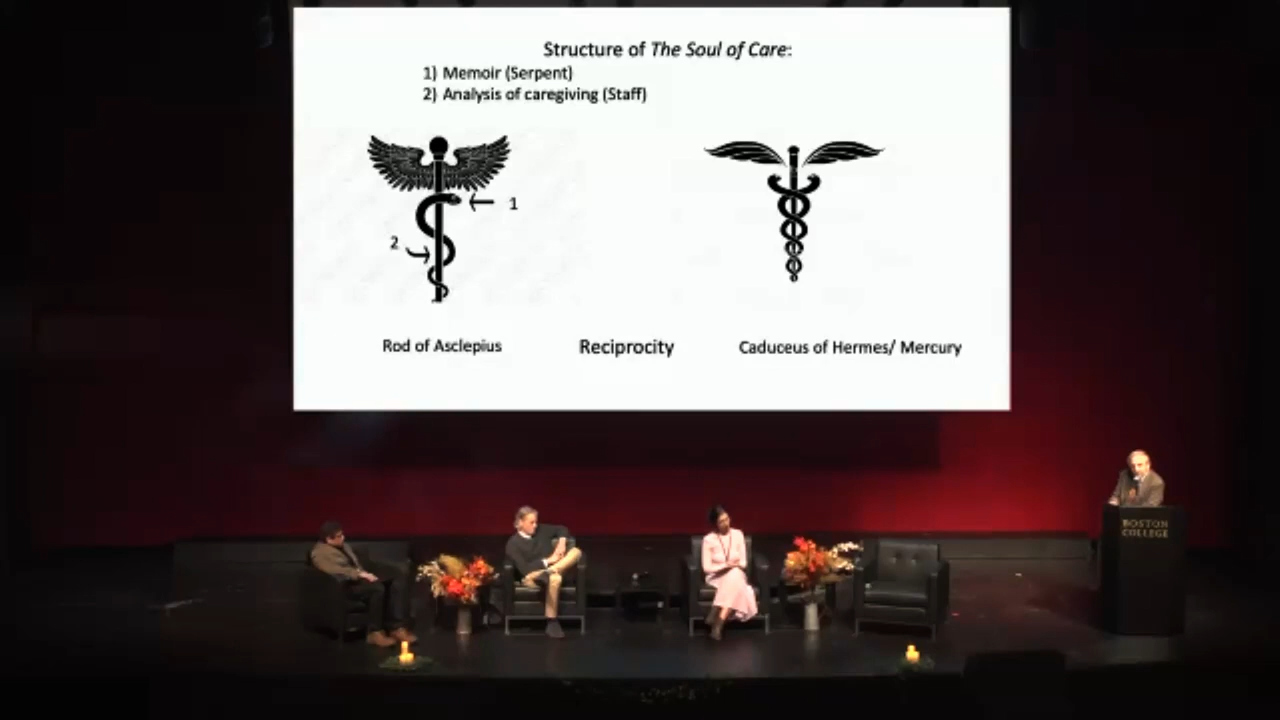 Structure of The Soul of Care:
1) Memoir (Serpent)
2) Analysis of caregiving (Staff)
1
2
Rod of Asclepius
Reciprocity
Caduceus of Hermes/ Mercury
BOSTON
COLLEGE